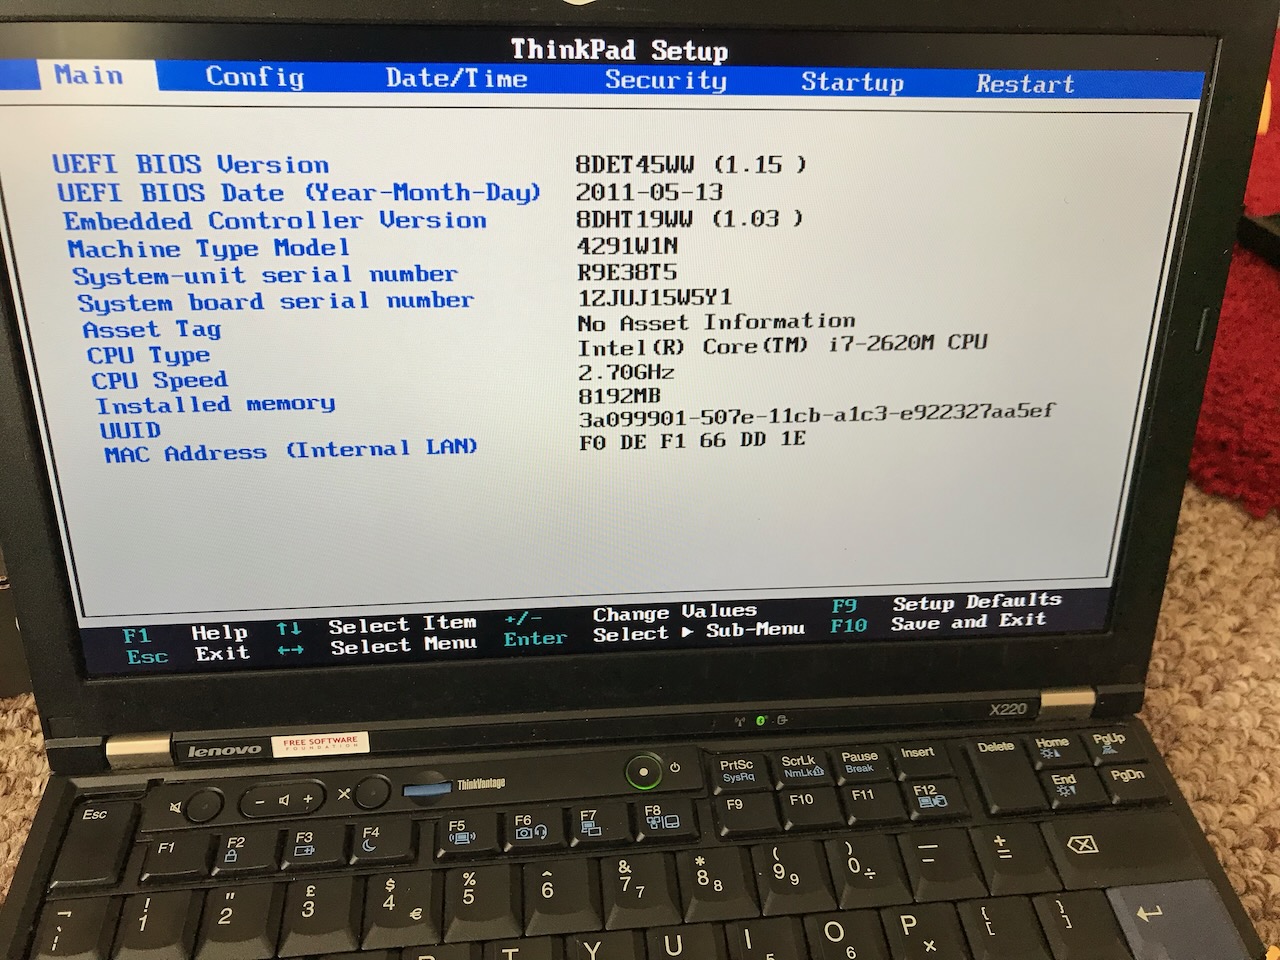 ThinkPad Setup
Main Config Date/Time Security Startup Restart
UEFI BIOS Version 8DET45WW (1.15 )
UEFI BIOS Date (Year-Month-Day) 2011-05-13
Embedded Controller Version 8DHT19WW (1.03 )
Machine Type Model 4291W1N
System-unit serial number R9E38T5
System board serial number 1ZJUJ15W5Y1
Asset Tag No Asset Information
CPU Type Intel(R) Core(TM) i7-2620M CPU
CPU Speed 2.70GHz
Installed memory 8192MB
UUID 3a099901-507e-11cb-a1c3-e922327aa5ef
MAC Address (Internal LAN) F0 DE F1 66 DD 1E
F1 Help ↑↓ Select Item +/- Change Values F9 Setup Defaults
Esc Exit ←→ Select Menu Enter Select ▶ Sub-Menu F10 Save and Exit
X220
lenovo FREE SOFTWARE
FOUNDATION
ThinkVantage
PrtSc ScrLk Pause Insert Delete Home PgUp
SysRq NmLk Break
Esc F9 F10 F11 F12 End PgDn
F1 F2 F3 F4 F5 F6 F7 F8
¬ ! " £ $ % ^ & * ( ) _ +
¦ ` 1 2 3 4 € 5 6 7 7 8 8 9 9 0 ÷ - =
T Y U I 5 O 6 P × { [ } ]